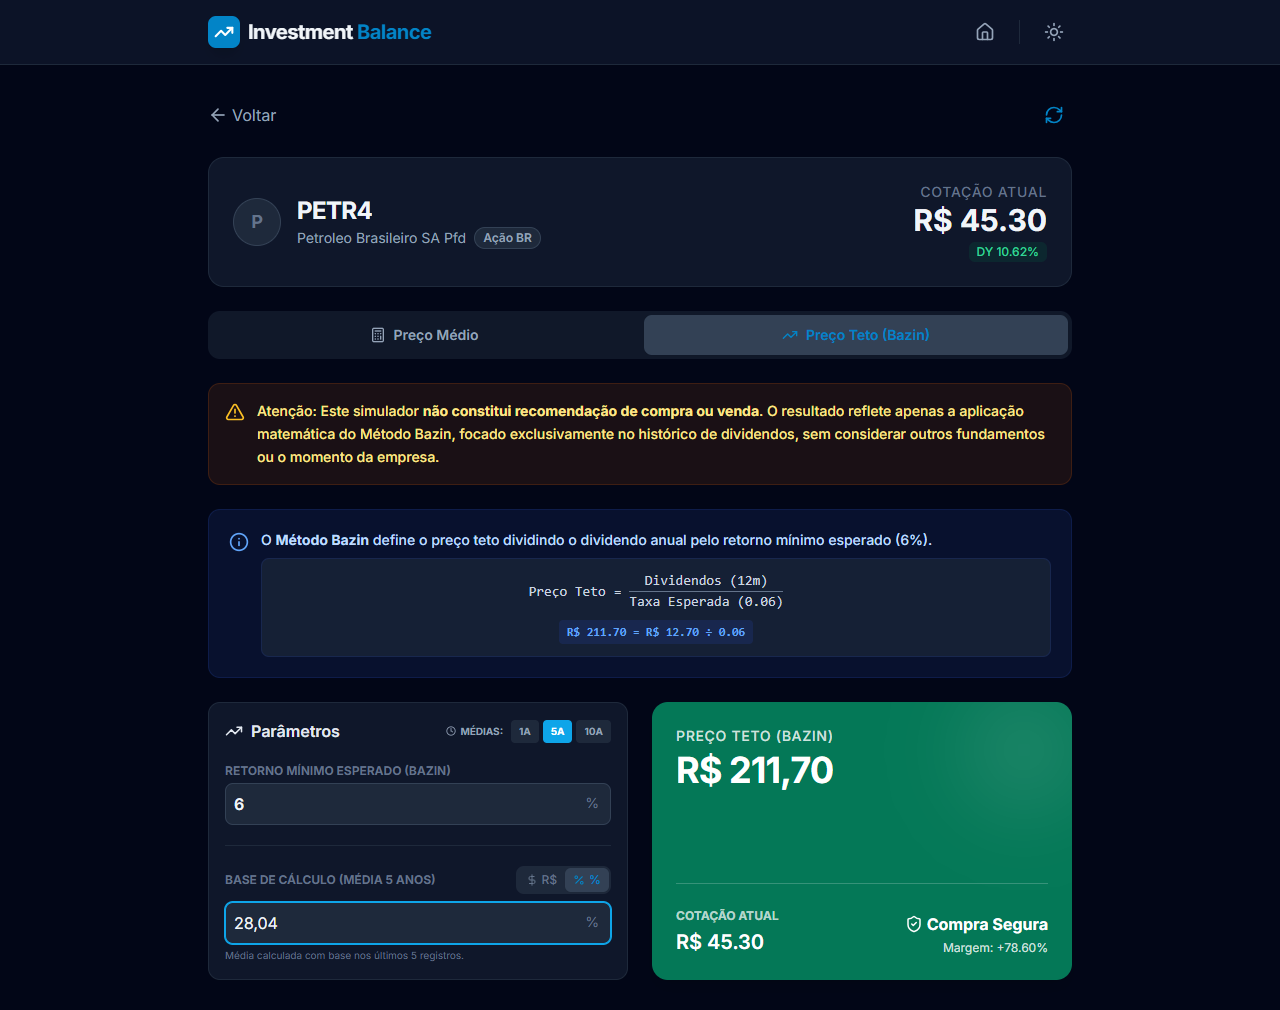 Investment Balance
Voltar
P
PETR4
Petroleo Brasileiro SA Pfd
Ação BR
COTAÇÃO ATUAL
R$ 45.30
DY 10.62%
Preço Médio
Preço Teto (Bazin)
Atenção: Este simulador não constitui recomendação de compra ou venda. O resultado reflete apenas a aplicação
matemática do Método Bazin, focado exclusivamente no histórico de dividendos, sem considerar outros fundamentos
ou o momento da empresa.
O Método Bazin define o preço teto dividindo o dividendo anual pelo retorno mínimo esperado (6%).
Dividendos (12m)
Preço Teto =
Taxa Esperada (0.06)
R$ 211.70 = R$ 12.70 ÷ 0.06
Parâmetros
MÉDIAS:
1A
5A
10A
RETORNO MÍNIMO ESPERADO (BAZIN)
6 %
BASE DE CÁLCULO (MÉDIA 5 ANOS)
$ R$
% %
28,04 %
Média calculada com base nos últimos 5 registros.
PREÇO TETO (BAZIN)
R$ 211,70
COTAÇÃO ATUAL
R$ 45.30
Compra Segura
Margem: +78.60%